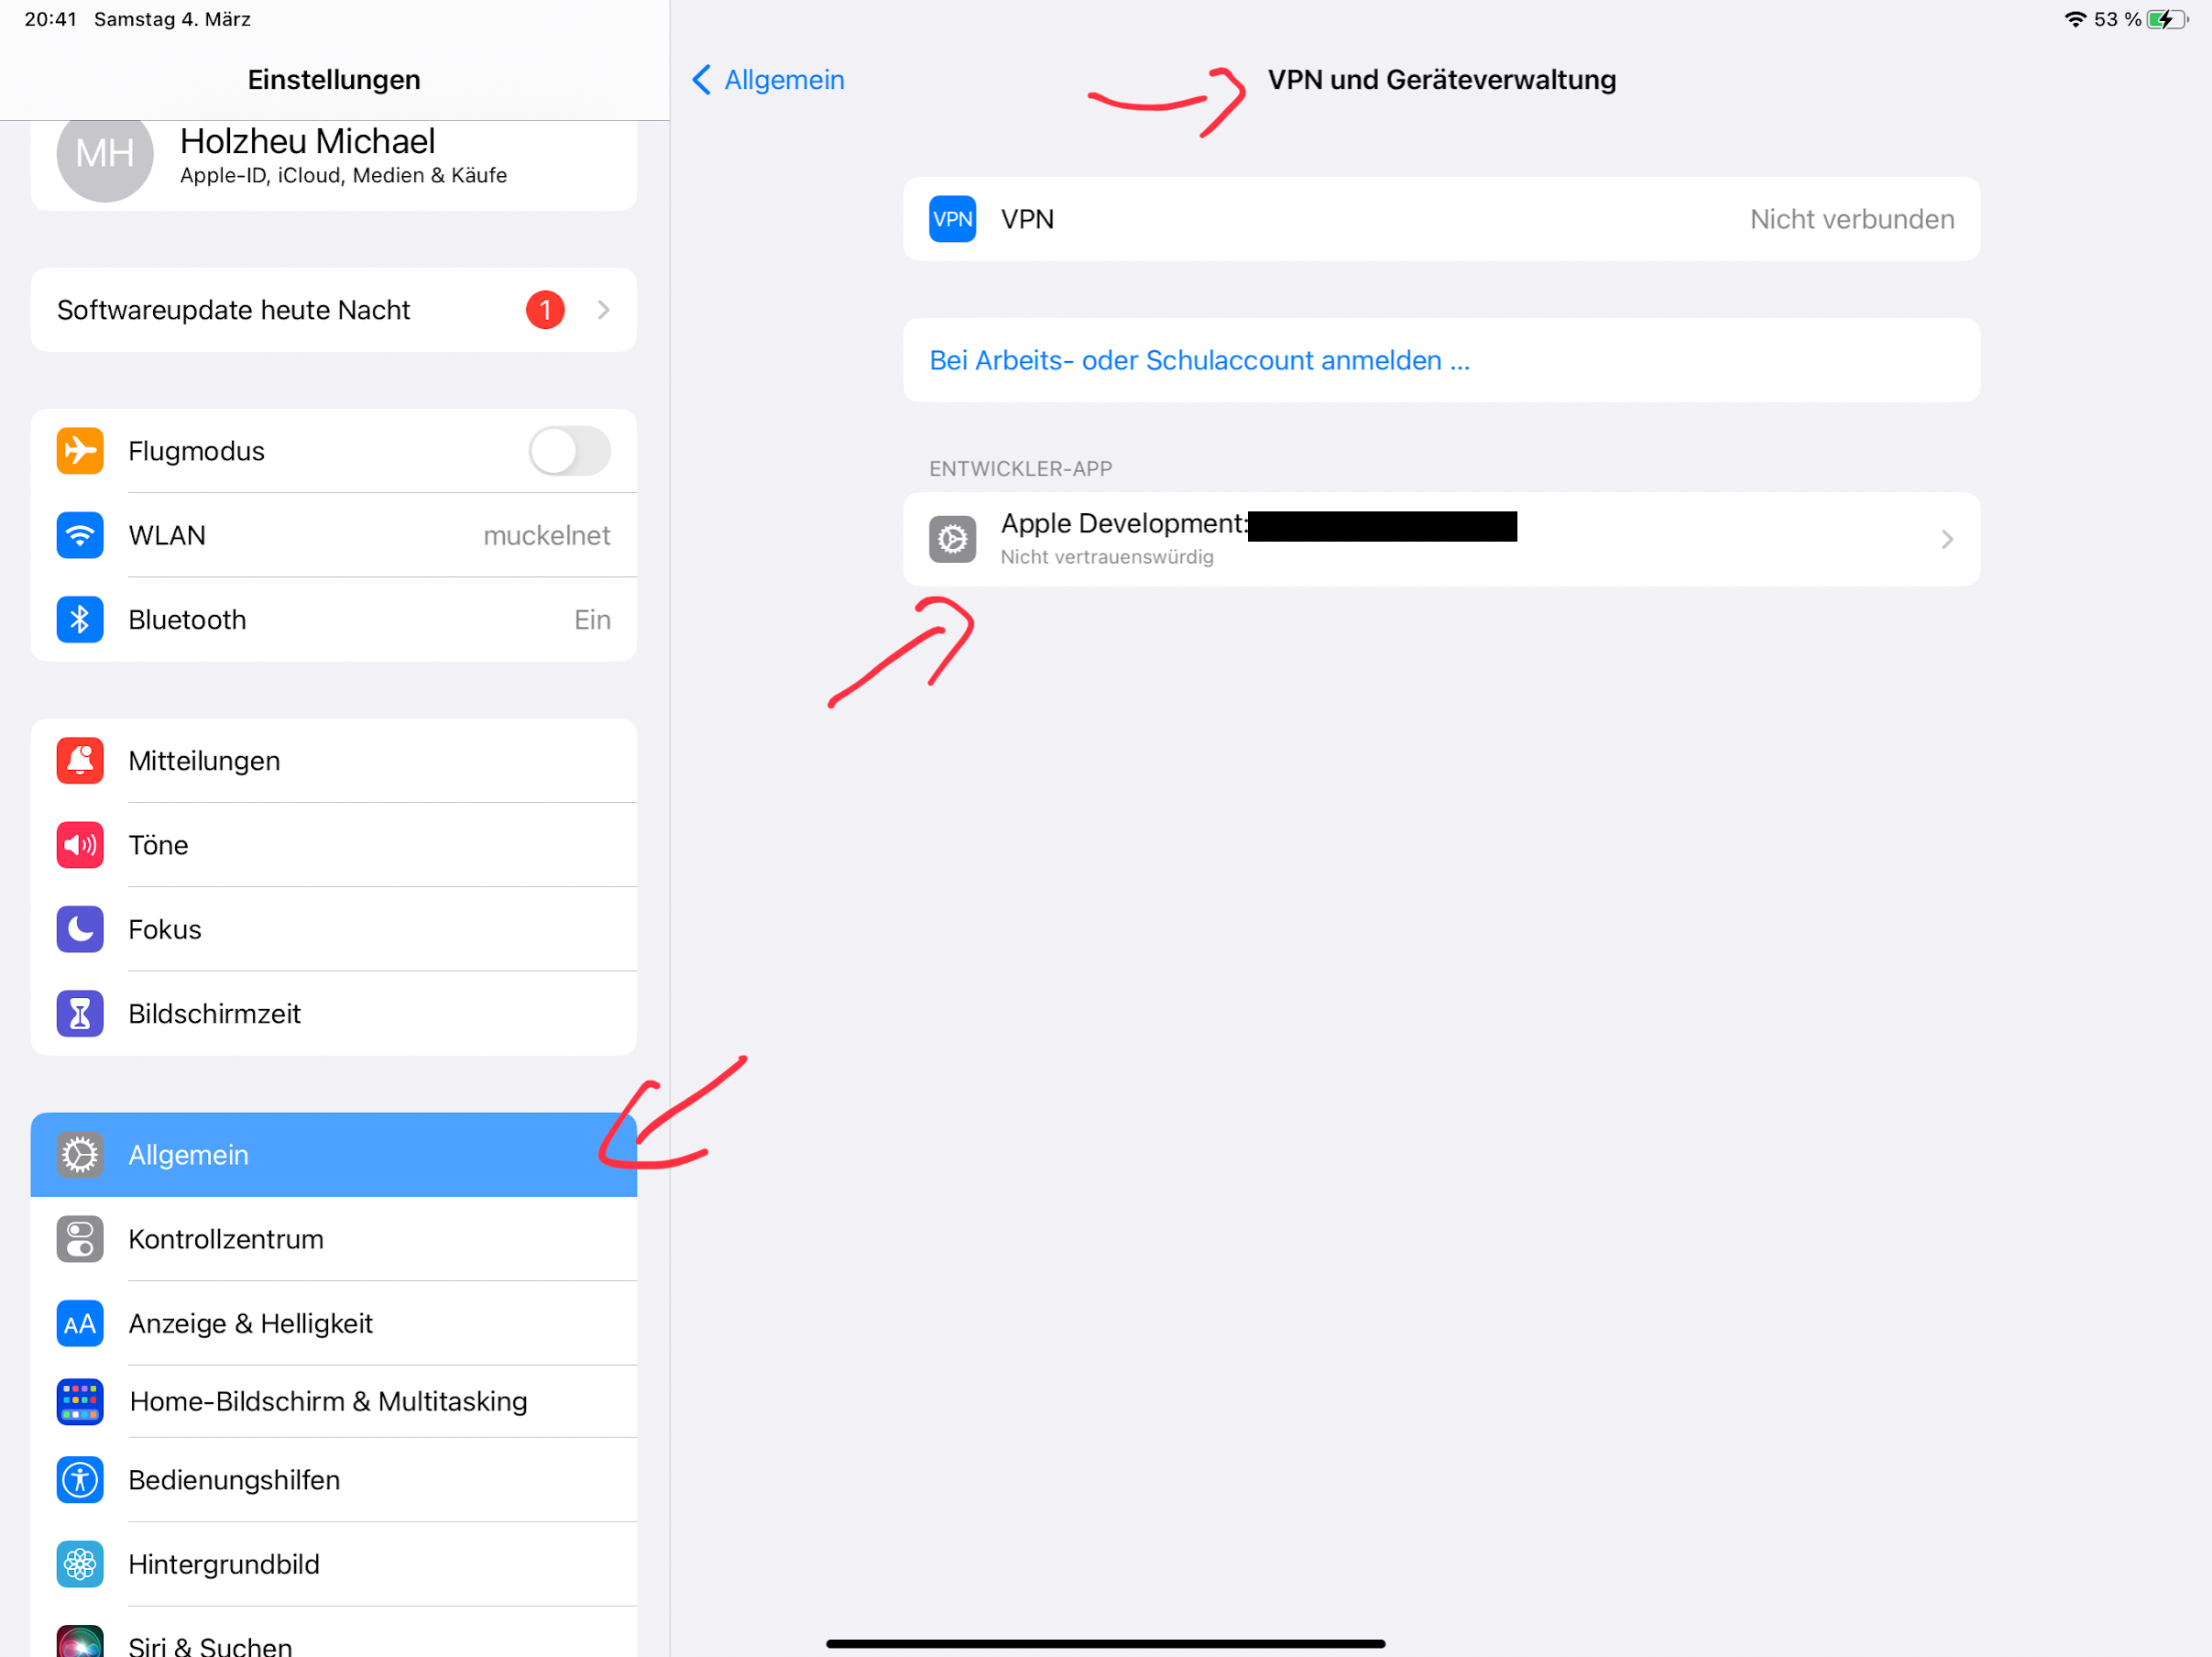 20:41 Samstag 4. März
53 %
Einstellungen
MH
Holzheu Michael
Apple-ID, iCloud, Medien & Käufe
Softwareupdate heute Nacht
1
Flugmodus
WLAN
muckelnet
Bluetooth
Ein
Mitteilungen
Töne
Fokus
Bildschirmzeit
Allgemein
Kontrollzentrum
AA
Anzeige & Helligkeit
Home-Bildschirm & Multitasking
Bedienungshilfen
Hintergrundbild
Siri & Suchen
Allgemein
VPN und Geräteverwaltung
VPN
VPN
Nicht verbunden
Bei Arbeits- oder Schulaccount anmelden ...
ENTWICKLER-APP
Apple Development:
Nicht vertrauenswürdig